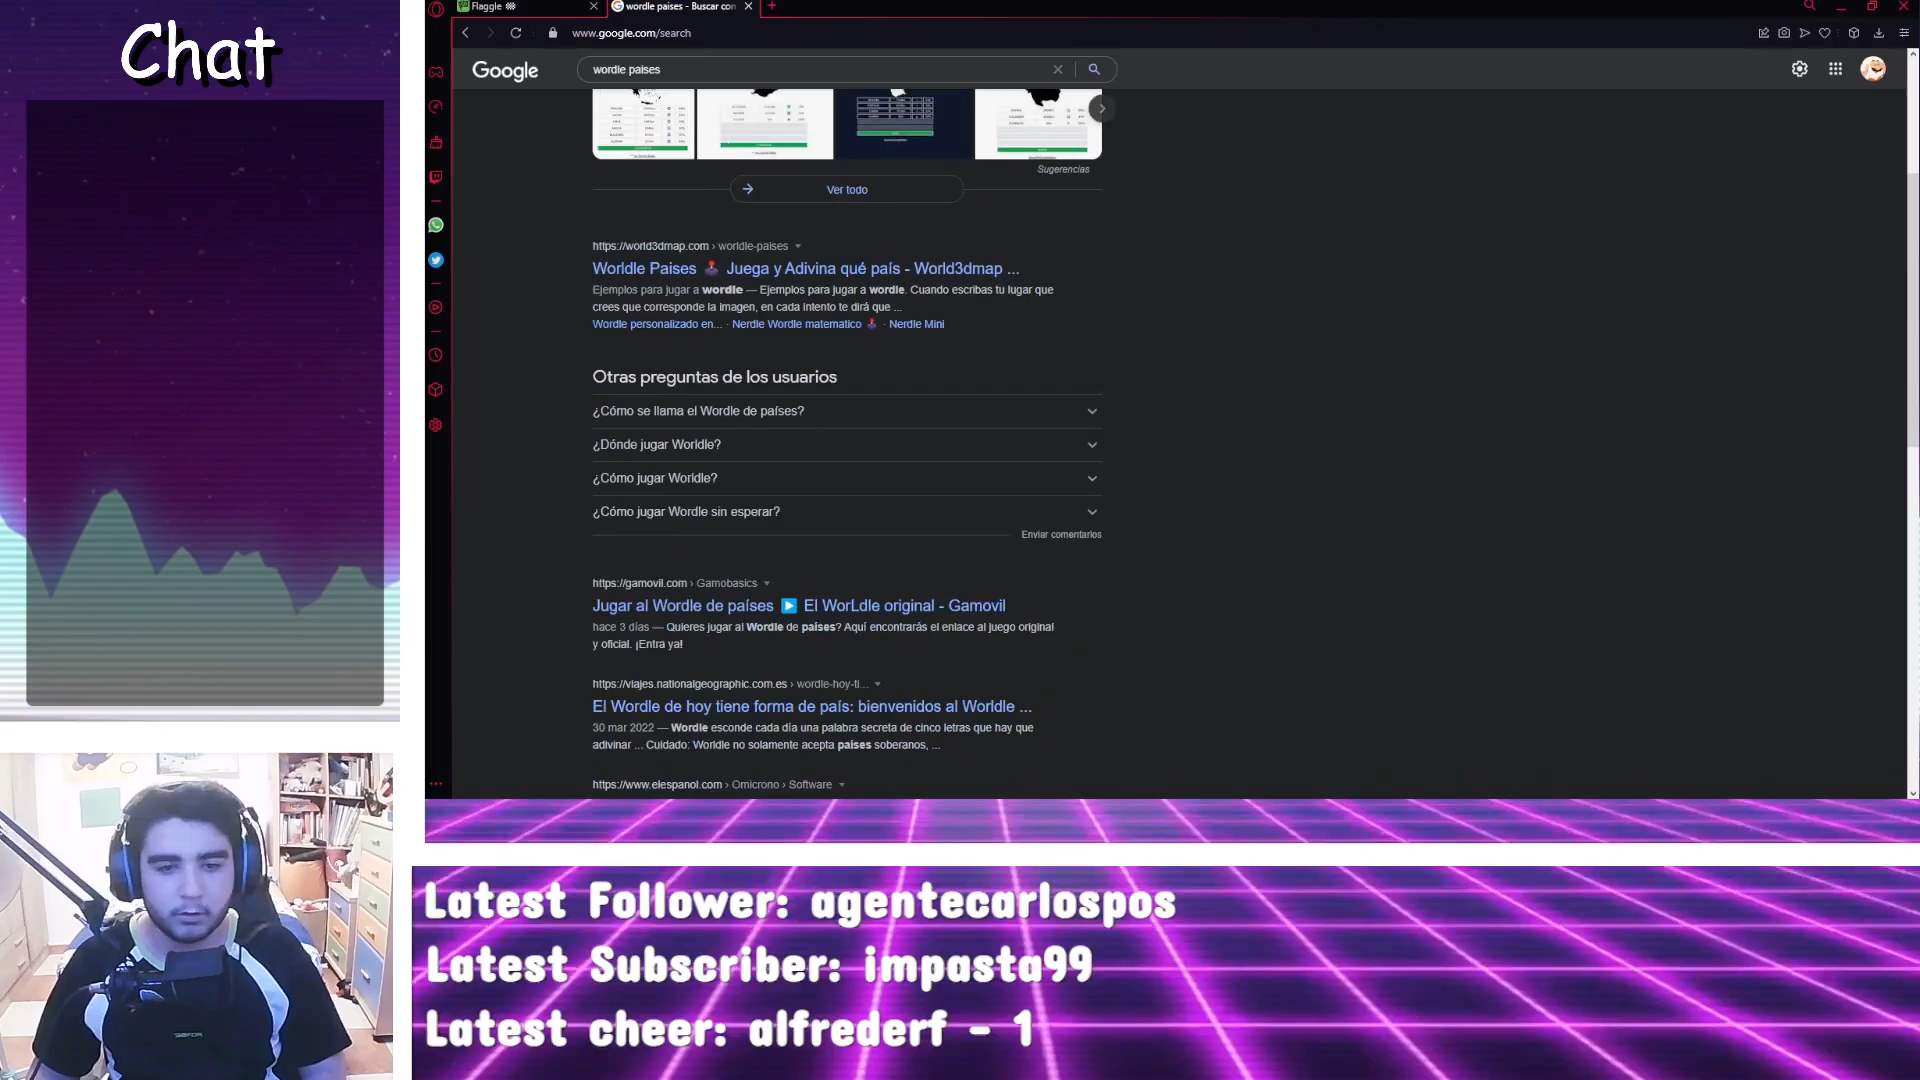 Chat
Flaggle
wordle paises - Buscar con
www.google.com/search
Google
wordle paises
Sugerencias
Ver todo
https://world3dmap.com › worldle-paises
Worldle Paises 🕹️ Juega y Adivina qué país - World3dmap ...
Ejemplos para jugar a wordle — Ejemplos para jugar a wordle. Cuando escribas tu lugar que
crees que corresponde la imagen, en cada intento te dirá que ...
Wordle personalizado en... · Nerdle Wordle matematico 🕹️ · Nerdle Mini
Otras preguntas de los usuarios
¿Cómo se llama el Wordle de países?
¿Dónde jugar Worldle?
¿Cómo jugar Worldle?
¿Cómo jugar Wordle sin esperar?
Enviar comentarios
https://gamovil.com › Gamobasics
Jugar al Wordle de países ▶️ El WorLdle original - Gamovil
hace 3 días — Quieres jugar al Wordle de países? Aquí encontrarás el enlace al juego original
y oficial. ¡Entra ya!
https://viajes.nationalgeographic.com.es › wordle-hoy-ti...
El Wordle de hoy tiene forma de país: bienvenidos al Worldle ...
30 mar 2022 — Wordle esconde cada día una palabra secreta de cinco letras que hay que
adivinar ... Cuidado: Worldle no solamente acepta países soberanos, ...
https://www.elespanol.com › Omicrono › Software
Latest Follower: agentecarlospos
Latest Subscriber: impasta99
Latest cheer: alfrederf - 1